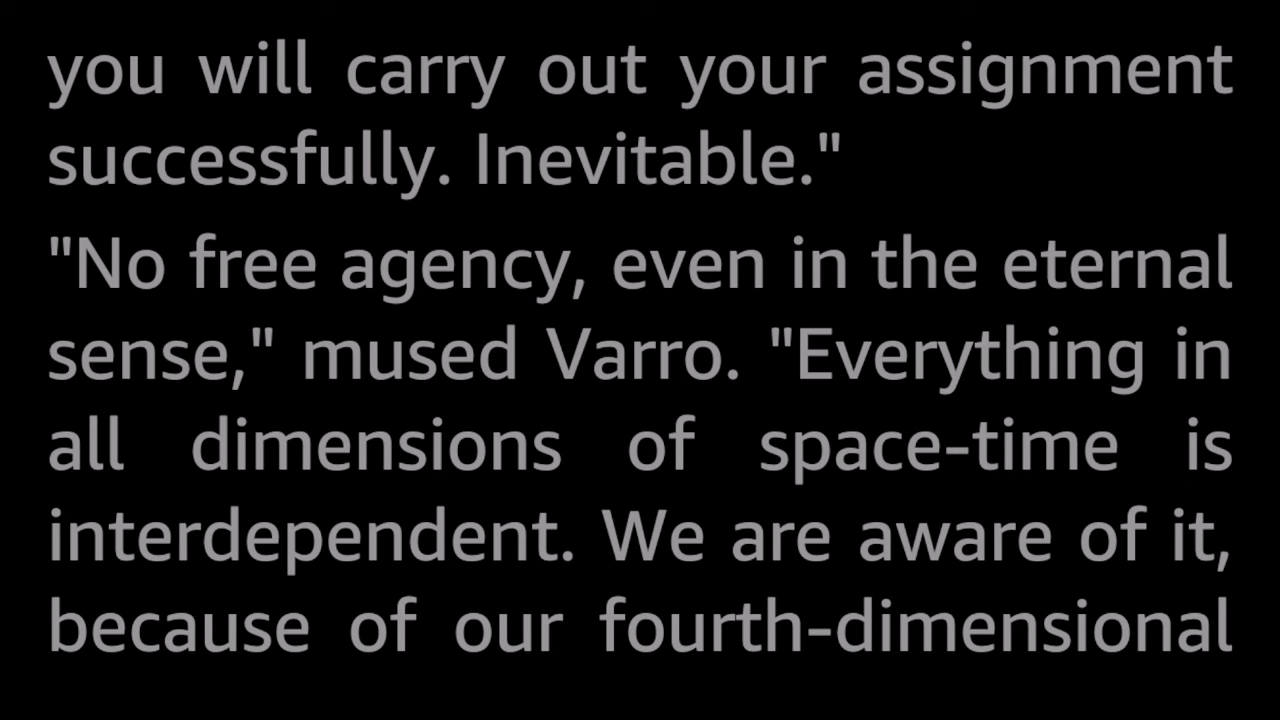 you will carry out your assignment
successfully. Inevitable."
"No free agency, even in the eternal
sense," mused Varro. "Everything in
all dimensions of space-time is
interdependent. We are aware of it,
because of our fourth-dimensional